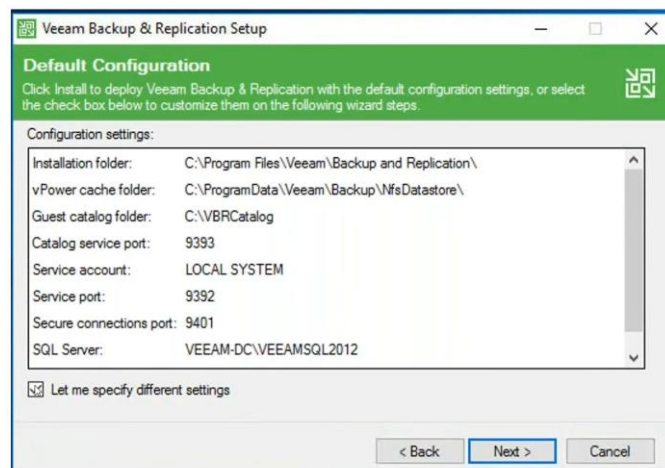 Veeam Backup & Replication Setup
Default Configuration
Click Install to deploy Veeam Backup & Replication with the default configuration settings, or select
the check box below to customize them on the following wizard steps.
Configuration settings:
Installation folder: C:\Program Files\Veeam\Backup and Replication\
vPower cache folder: C:\ProgramData\Veeam\Backup\NfsDatastore\
Guest catalog folder: C:\VBRCatalog
Catalog service port: 9393
Service account: LOCAL SYSTEM
Service port: 9392
Secure connections port: 9401
SQL Server: VEEAM-DC\VEEAMSQL2012
Let me specify different settings
< Back Next > Cancel